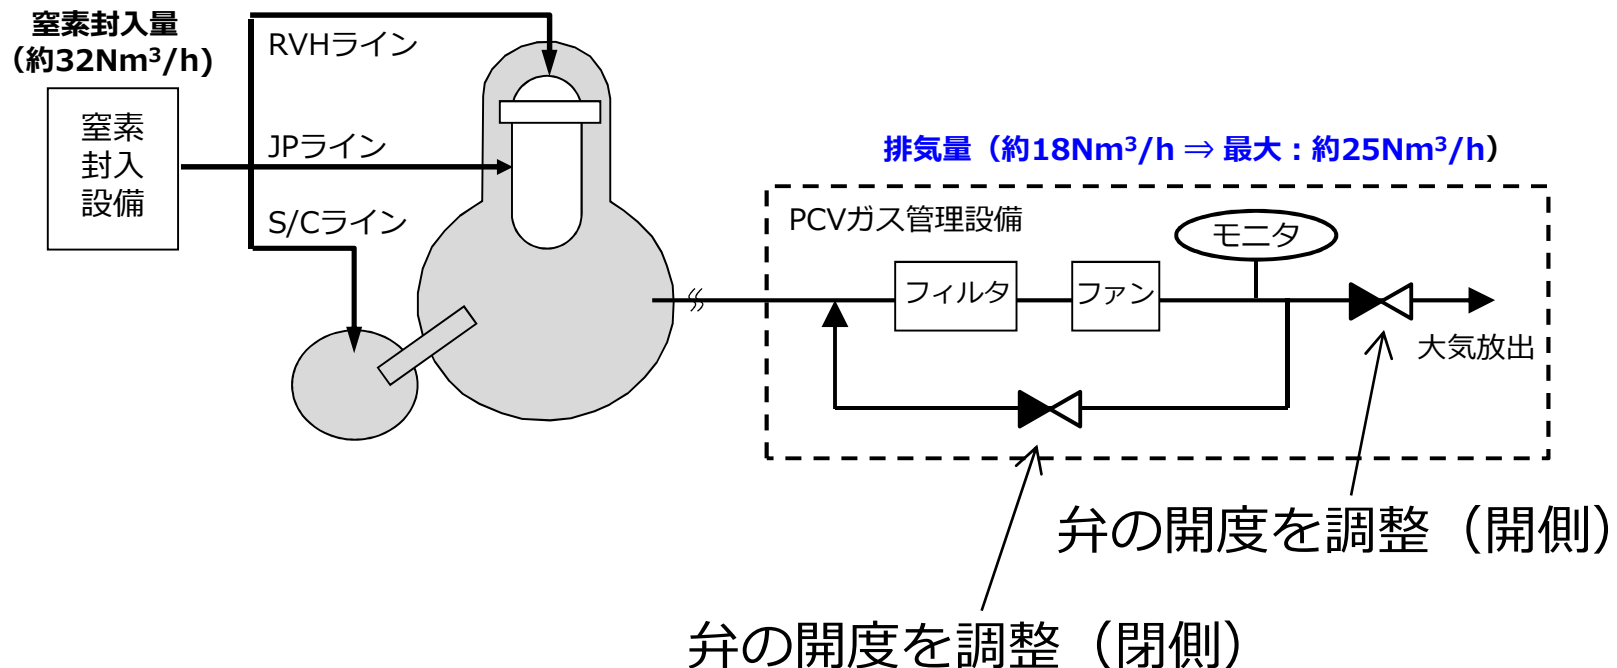 窒素封入量
（約32Nm³/h)
窒素
封入
設備
RVHライン
JPライン
S/Cライン
排気量（約18Nm³/h ⇒ 最大：約25Nm³/h）
PCVガス管理設備
モニタ
フィルタ
ファン
大気放出
弁の開度を調整（開側）
弁の開度を調整（閉側）